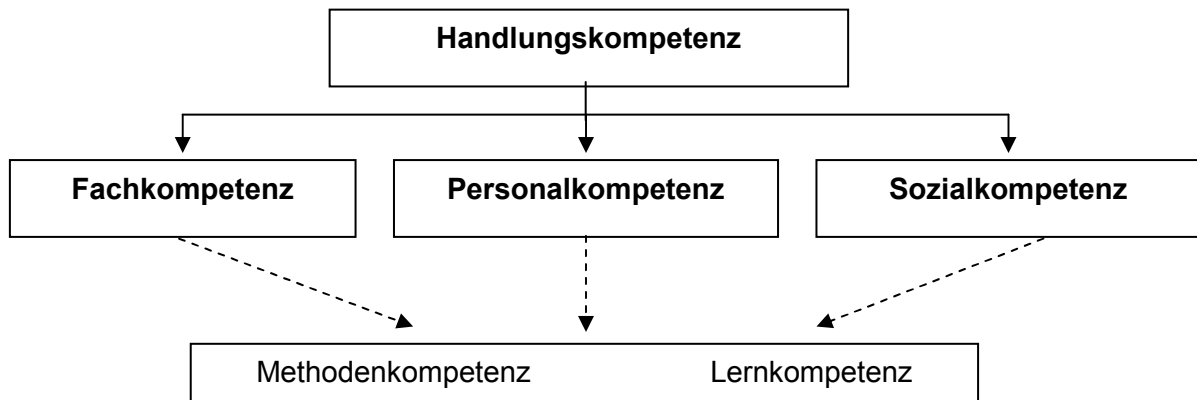 Handlungskompetenz
Fachkompetenz Personalkompetenz Sozialkompetenz
Methodenkompetenz Lernkompetenz